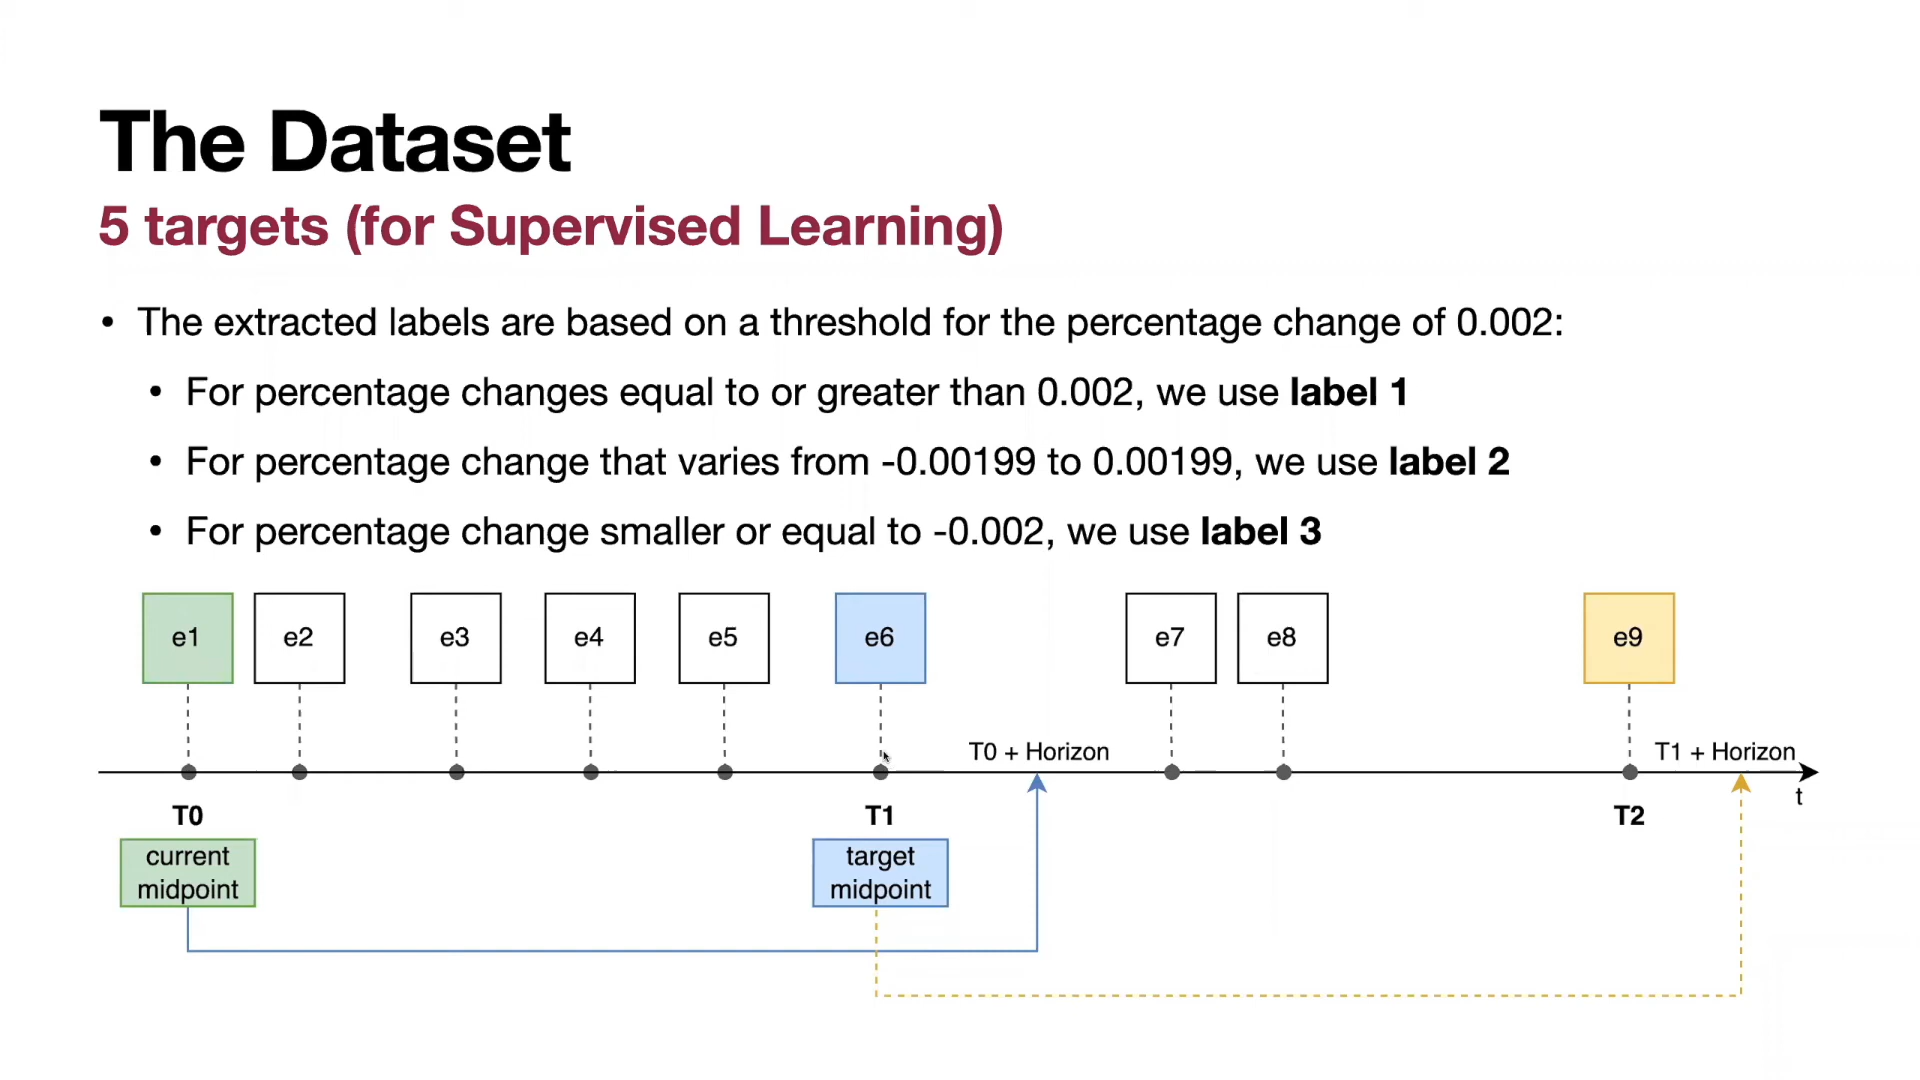 The Dataset
5 targets (for Supervised Learning)
• The extracted labels are based on a threshold for the percentage change of 0.002:
• For percentage changes equal to or greater than 0.002, we use label 1
• For percentage change that varies from -0.00199 to 0.00199, we use label 2
• For percentage change smaller or equal to -0.002, we use label 3
e1 e2 e3 e4 e5 e6 e7 e8 e9
T0 + Horizon T1 + Horizon
t
T0 T1 T2
current target
midpoint midpoint